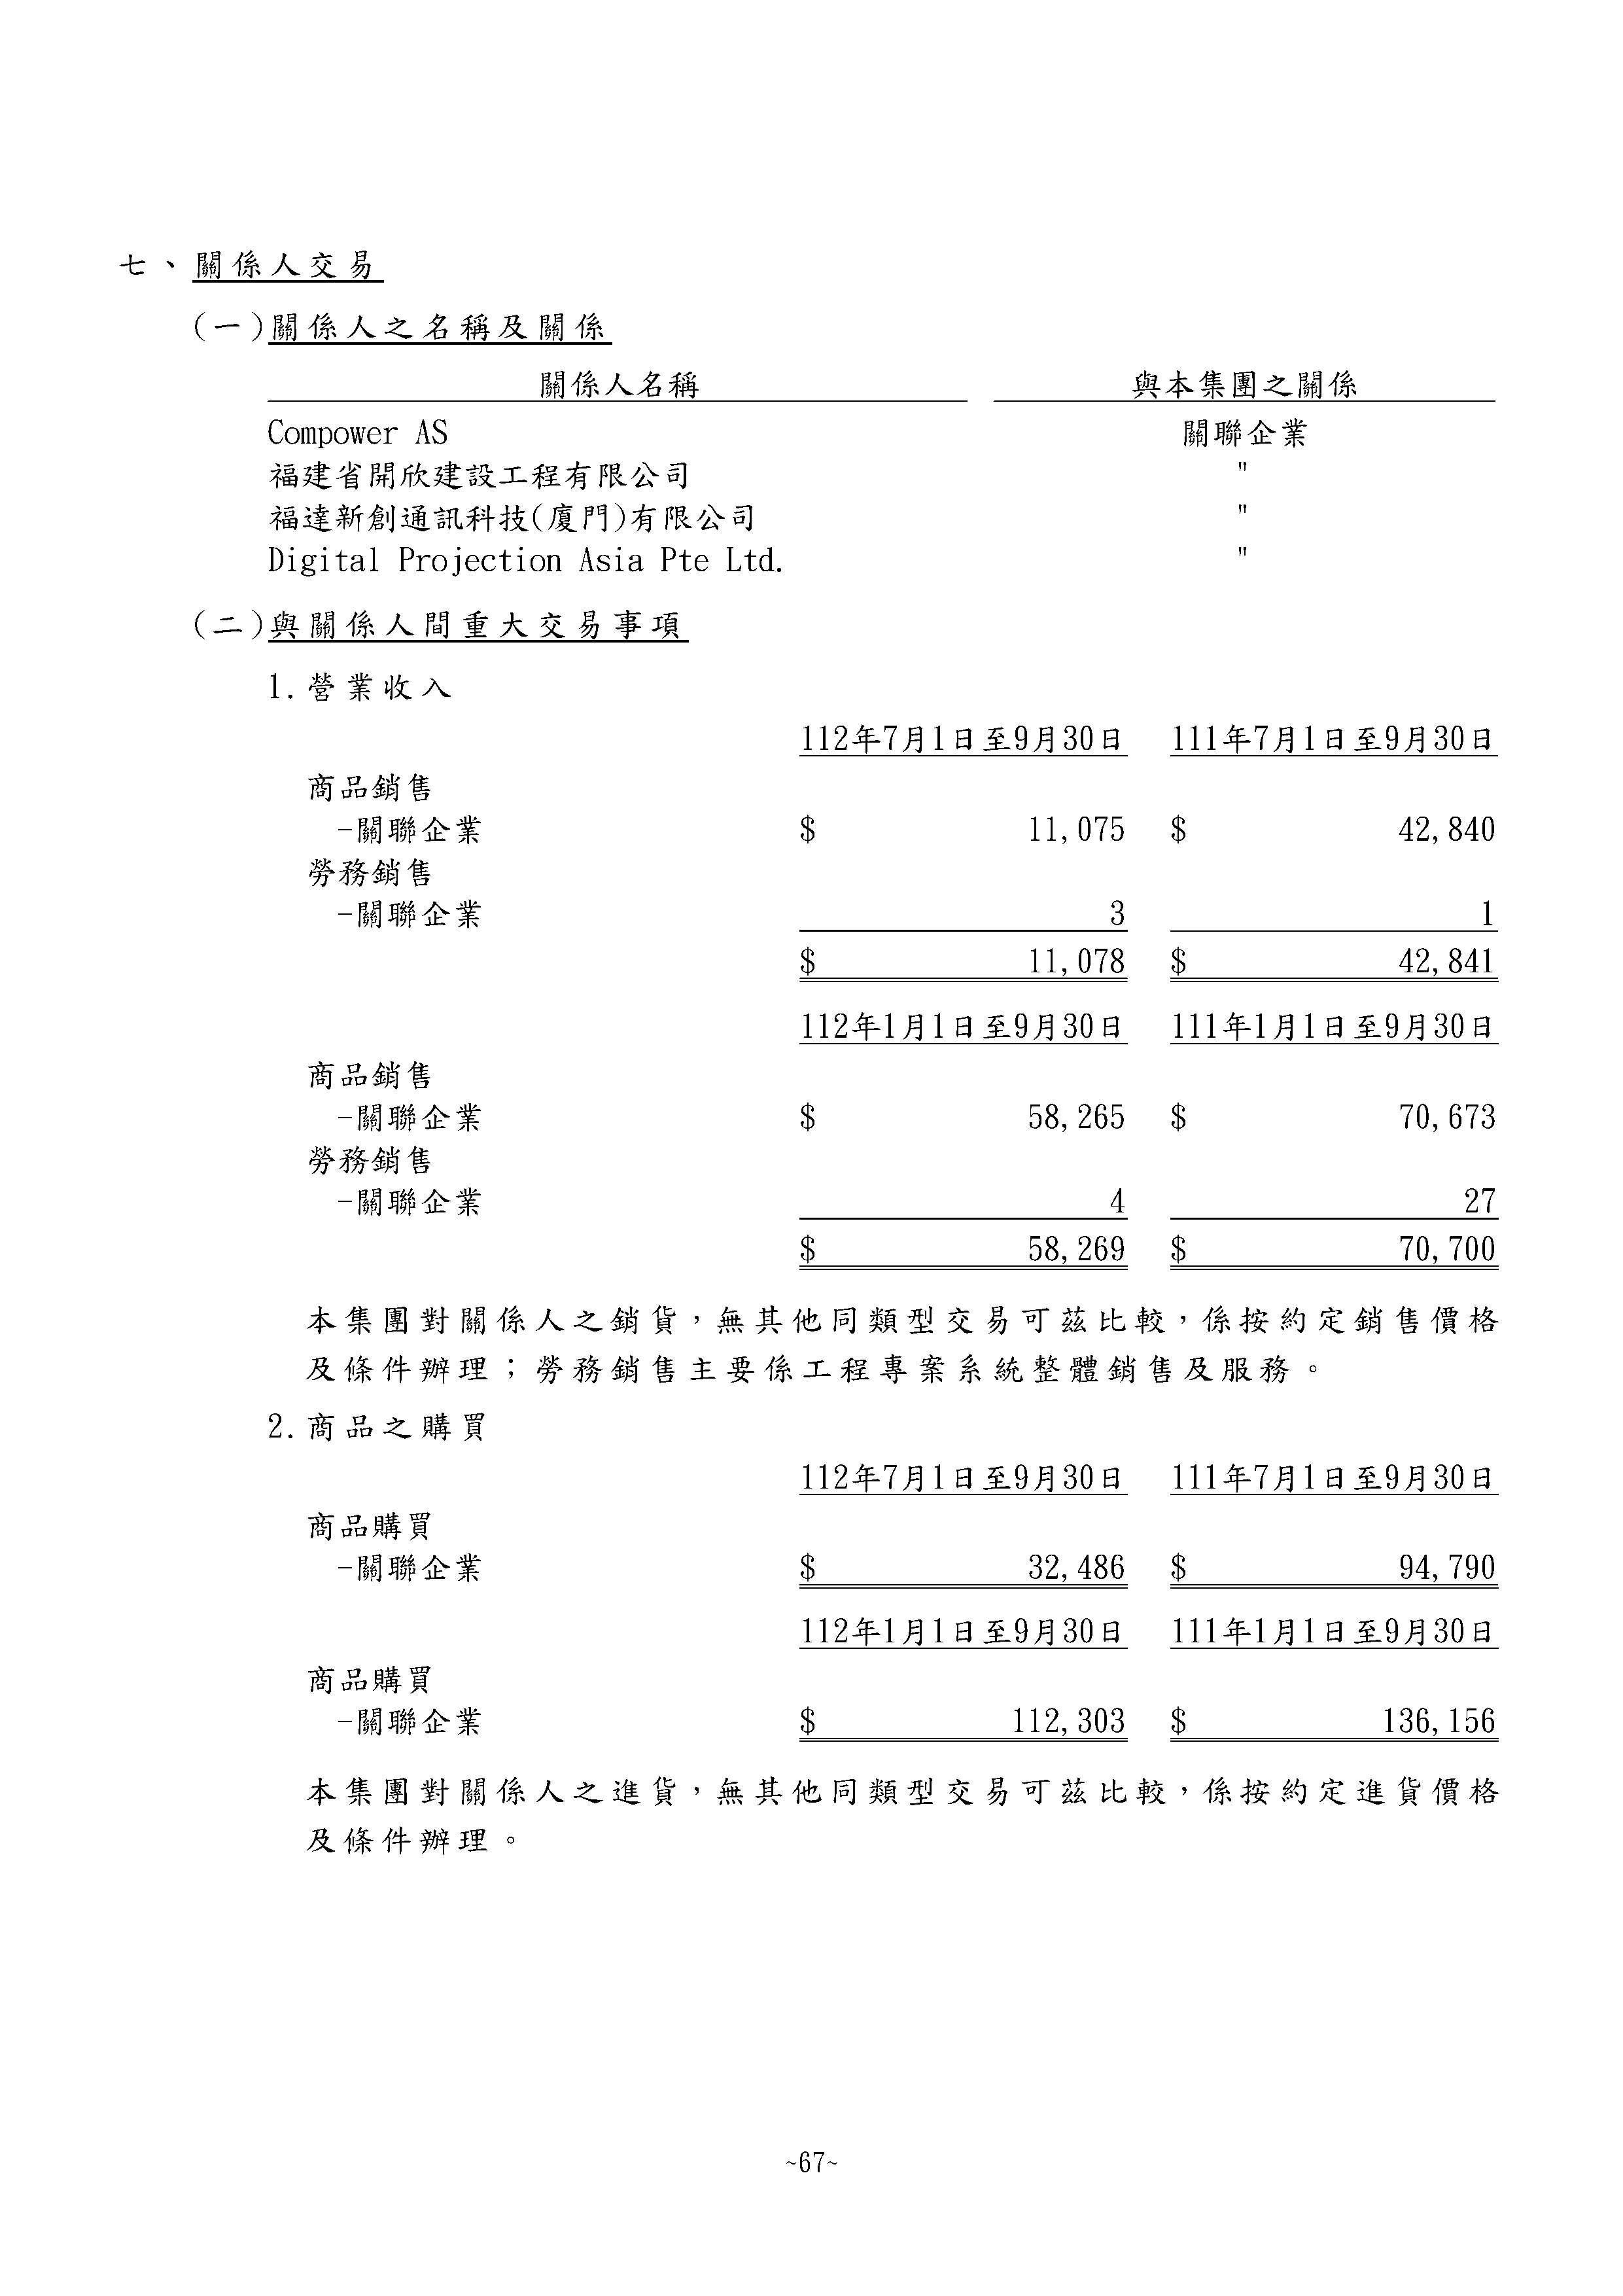 七、關係人交易
(一)關係人之名稱及關係
關係人名稱 與本集團之關係
Compower AS 關聯企業
福建省開欣建設工程有限公司 "
福達新創通訊科技(廈門)有限公司 "
Digital Projection Asia Pte Ltd. "
(二)與關係人間重大交易事項
1.營業收入
112年7月1日至9月30日 111年7月1日至9月30日
商品銷售
-關聯企業 $ 11,075 $ 42,840
勞務銷售
-關聯企業 3 1
$ 11,078 $ 42,841
112年1月1日至9月30日 111年1月1日至9月30日
商品銷售
-關聯企業 $ 58,265 $ 70,673
勞務銷售
-關聯企業 4 27
$ 58,269 $ 70,700
本集團對關係人之銷貨，無其他同類型交易可茲比較，係按約定銷售價格
及條件辦理；勞務銷售主要係工程專案系統整體銷售及服務。
2.商品之購買
112年7月1日至9月30日 111年7月1日至9月30日
商品購買
-關聯企業 $ 32,486 $ 94,790
112年1月1日至9月30日 111年1月1日至9月30日
商品購買
-關聯企業 $ 112,303 $ 136,156
本集團對關係人之進貨，無其他同類型交易可茲比較，係按約定進貨價格
及條件辦理。
~67~